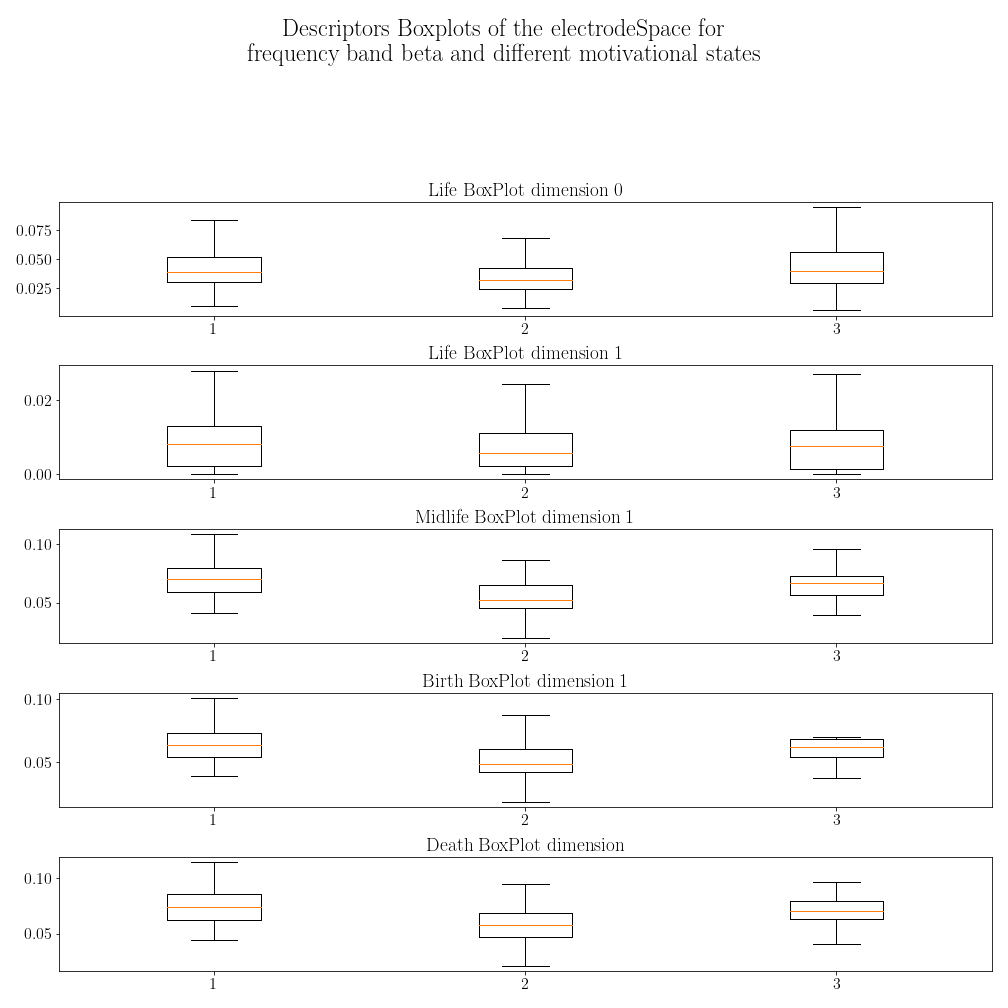 Descriptors Boxplots of the electrodeSpace for
frequency band beta and different motivational states
Life BoxPlot dimension 0
0.075
0.050
0.025
1 2 3
Life BoxPlot dimension 1
0.02
0.00
1 2 3
Midlife BoxPlot dimension 1
0.10
0.05
1 2 3
Birth BoxPlot dimension 1
0.10
0.05
1 2 3
Death BoxPlot dimension
0.10
0.05
1 2 3